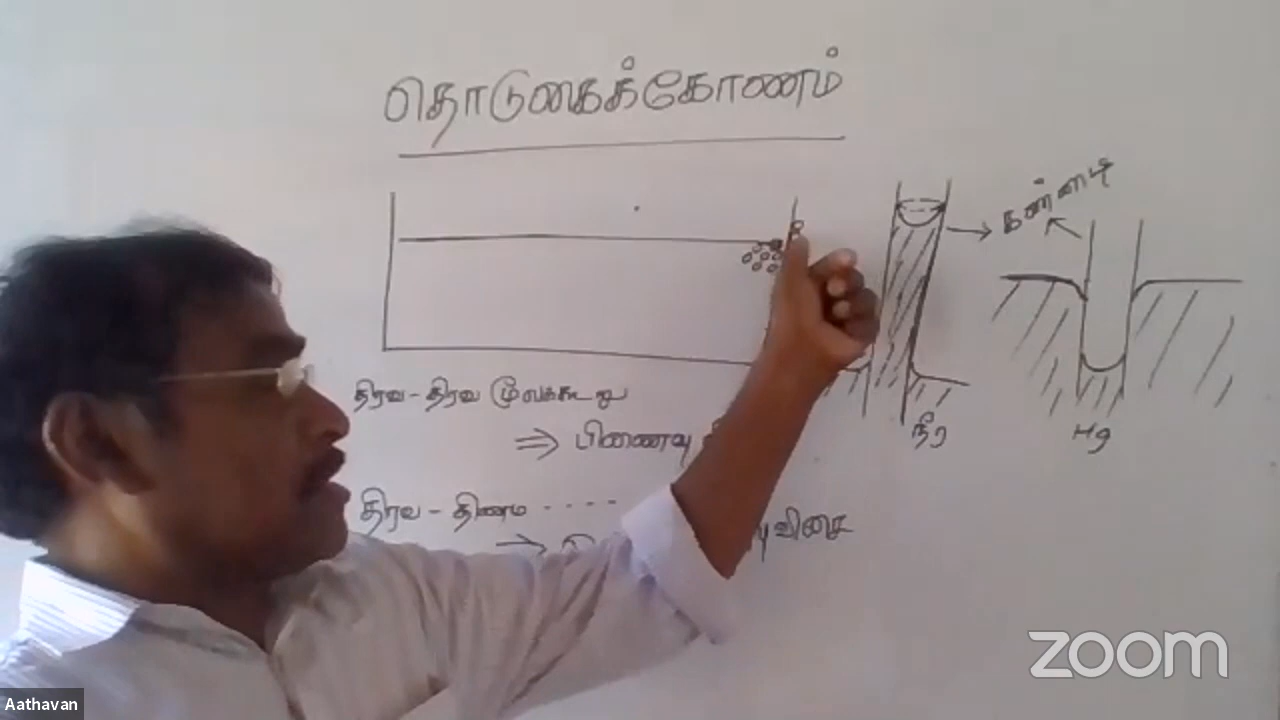 தொடுகைக்கோணம்
கண்ணாடி
திரவ - திரவ மூலக்கூறு
⇒ பிணைவு
நீர்
Hg
திரவ - திண்ம ....
விசை
zoom
Aathavan